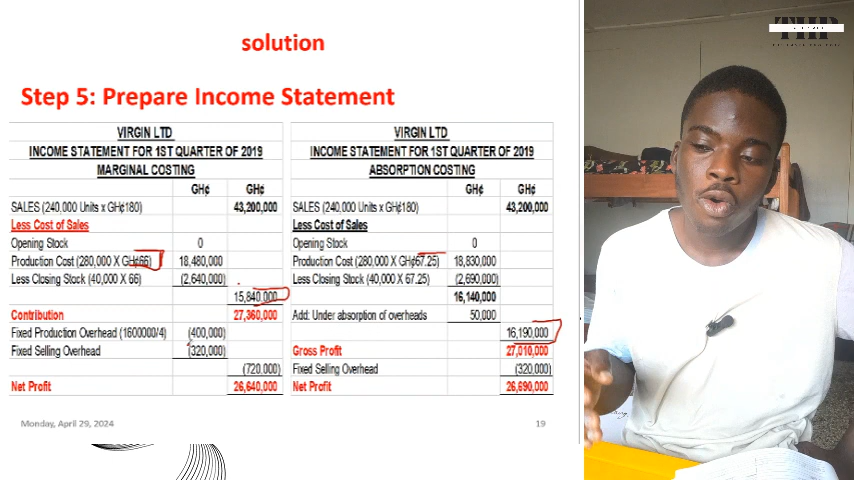 solution
Step 5: Prepare Income Statement
VIRGIN LTD
INCOME STATEMENT FOR 1ST QUARTER OF 2019
MARGINAL COSTING
GH¢ GH¢
SALES (240,000 Units x GH¢180) 43,200,000
Less Cost of Sales
Opening Stock 0
Production Cost (280,000 X GH¢66) 18,480,000
Less Closing Stock (40,000 X 66) (2,640,000)
15,840,000
Contribution 27,360,000
Fixed Production Overhead (1600000/4) (400,000)
Fixed Selling Overhead (320,000)
(720,000)
Net Profit 26,640,000
VIRGIN LTD
INCOME STATEMENT FOR 1ST QUARTER OF 2019
ABSORPTION COSTING
GH¢ GH¢
SALES (240,000 Units x GH¢180) 43,200,000
Less Cost of Sales
Opening Stock 0
Production Cost (280,000 X GH¢67.25) 18,830,000
Less Closing Stock (40,000 X 67.25) (2,690,000)
16,140,000
Add: Under absorption of overheads 50,000
16,190,000
Gross Profit 27,010,000
Fixed Selling Overhead (320,000)
Net Profit 26,690,000
Monday, April 29, 2024
19
THP